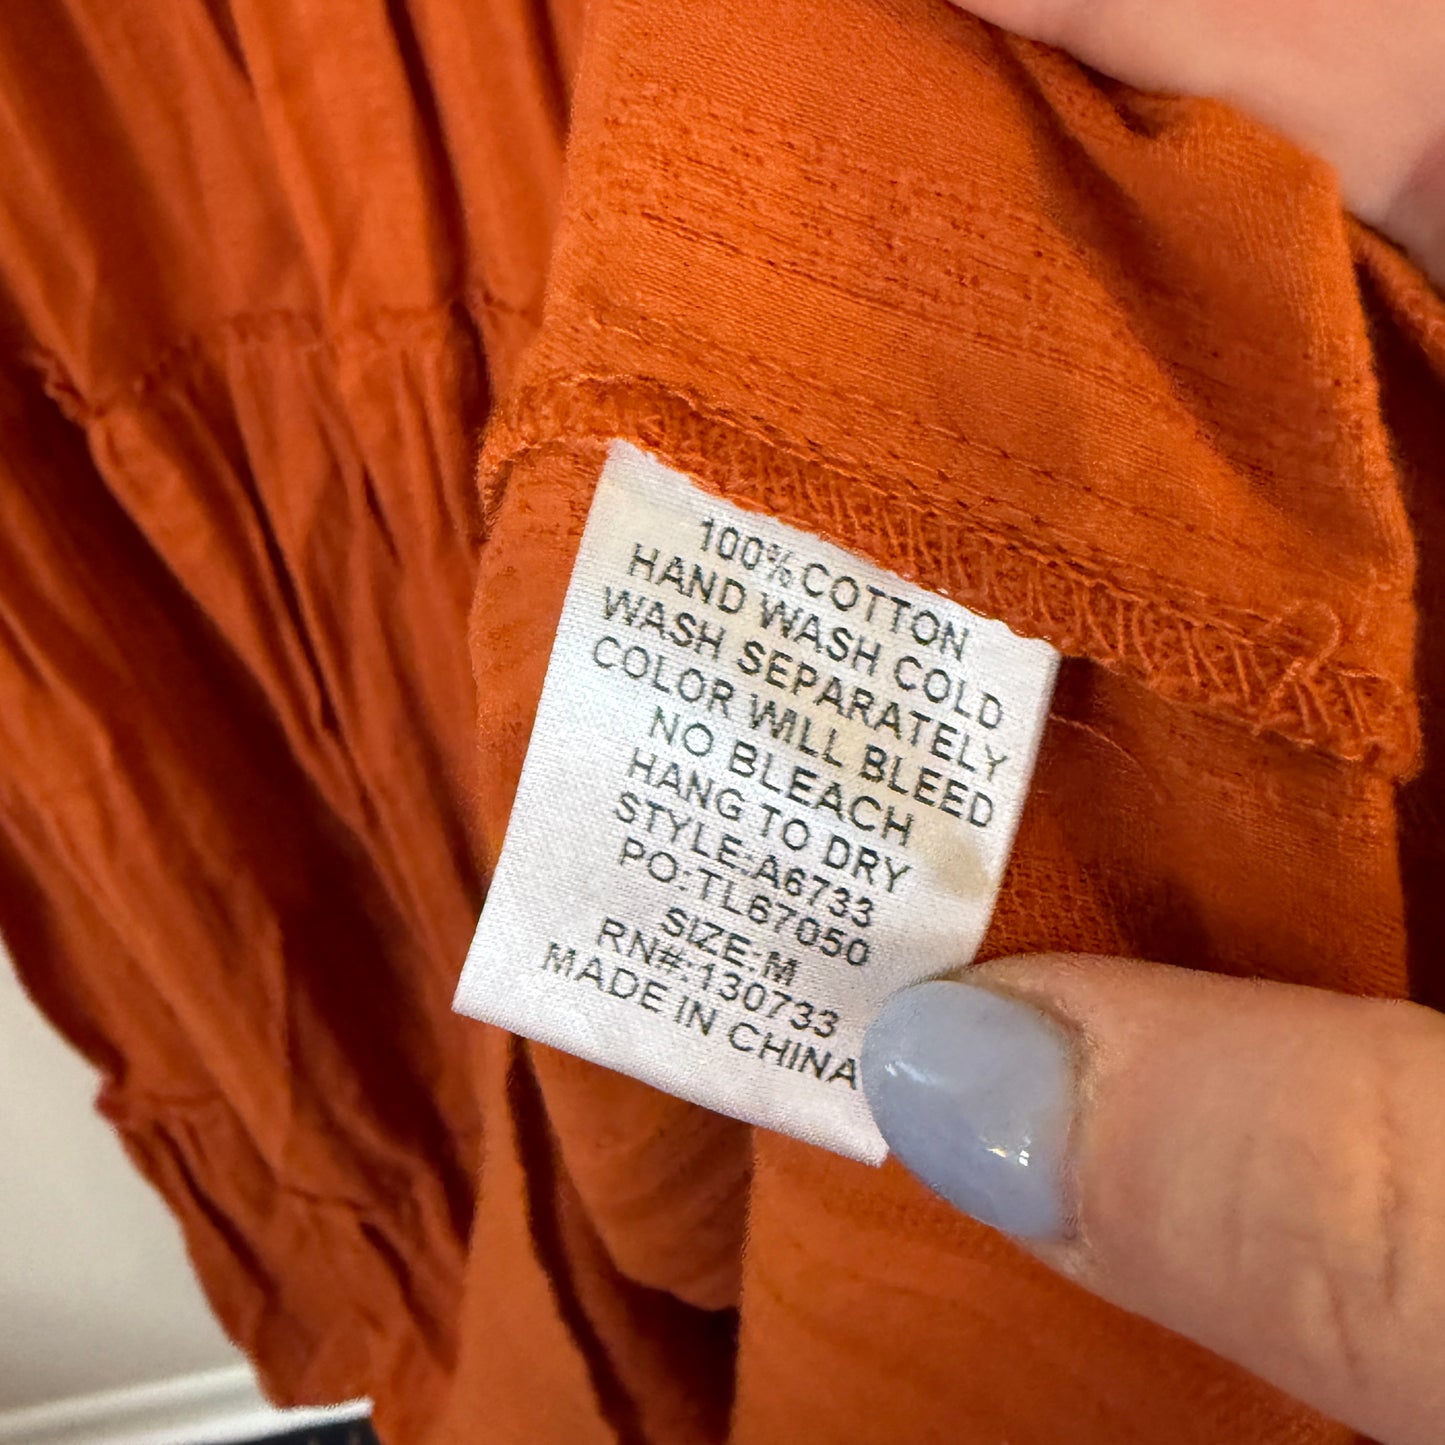 100% COTTON
HAND WASH COLD
WASH SEPARATELY
COLOR WILL BLEED
NO BLEACH
HANG TO DRY
STYLE:A6733
PO:TL67050
SIZE:M
RN#:130733
MADE IN CHINA